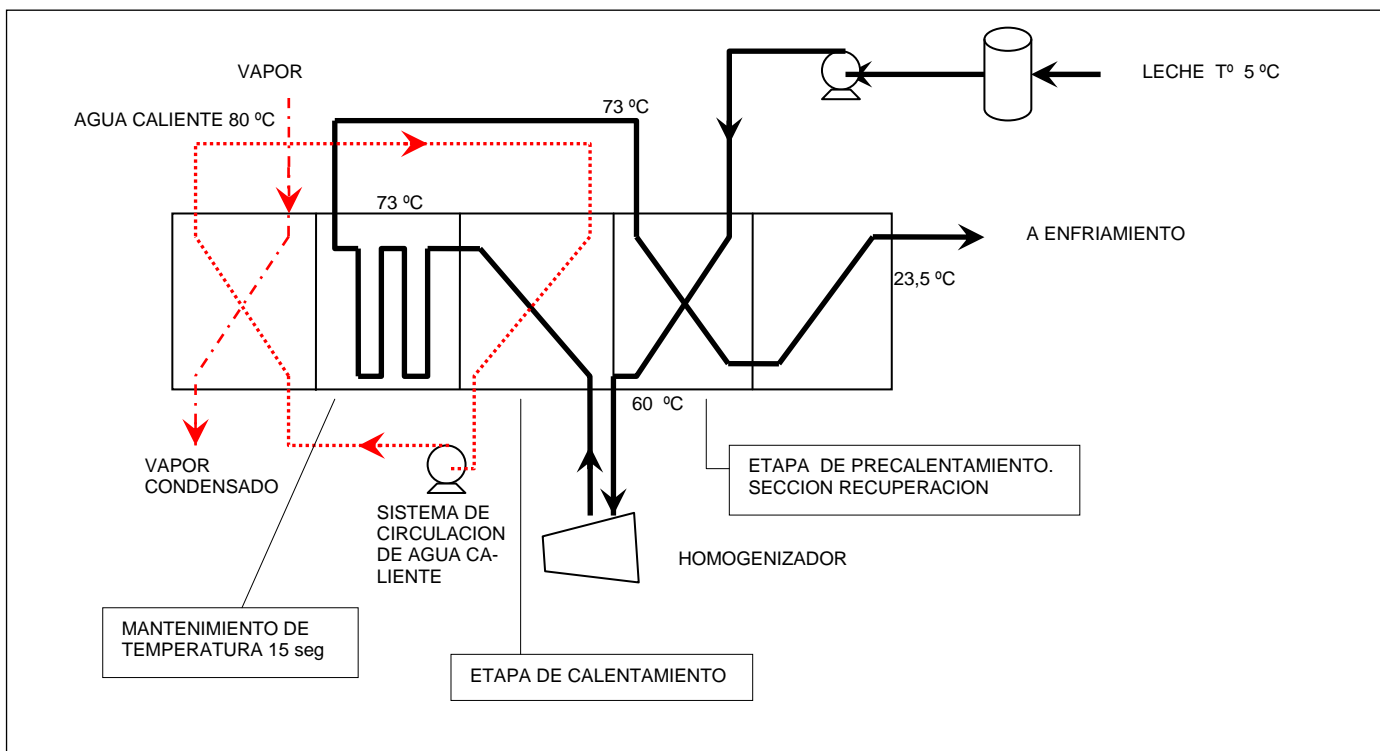 VAPOR
LECHE  Tº  5 ºC
AGUA CALIENTE 80 ºC
73 ºC
73 ºC
A ENFRIAMIENTO
23,5 ºC
60  ºC
VAPOR
CONDENSADO
SISTEMA DE
CIRCULACION
DE AGUA CA-
LIENTE
ETAPA  DE PRECALENTAMIENTO.
SECCION RECUPERACION
HOMOGENIZADOR
MANTENIMIENTO DE
TEMPERATURA 15 seg
ETAPA DE CALENTAMIENTO